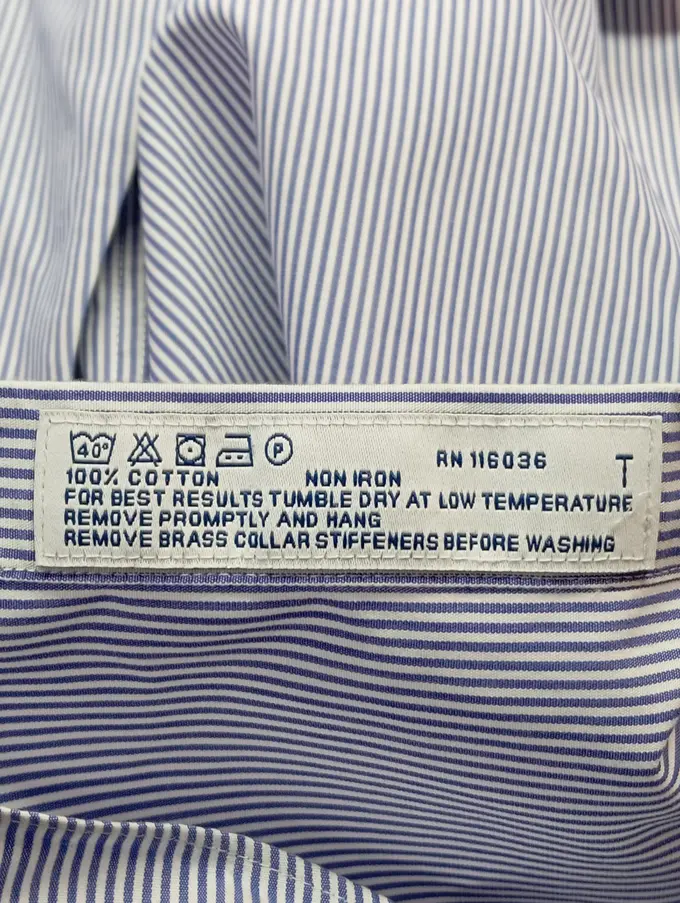 40° P RN 116036 T
100% COTTON NON IRON
FOR BEST RESULTS TUMBLE DRY AT LOW TEMPERATURE
REMOVE PROMPTLY AND HANG
REMOVE BRASS COLLAR STIFFENERS BEFORE WASHING